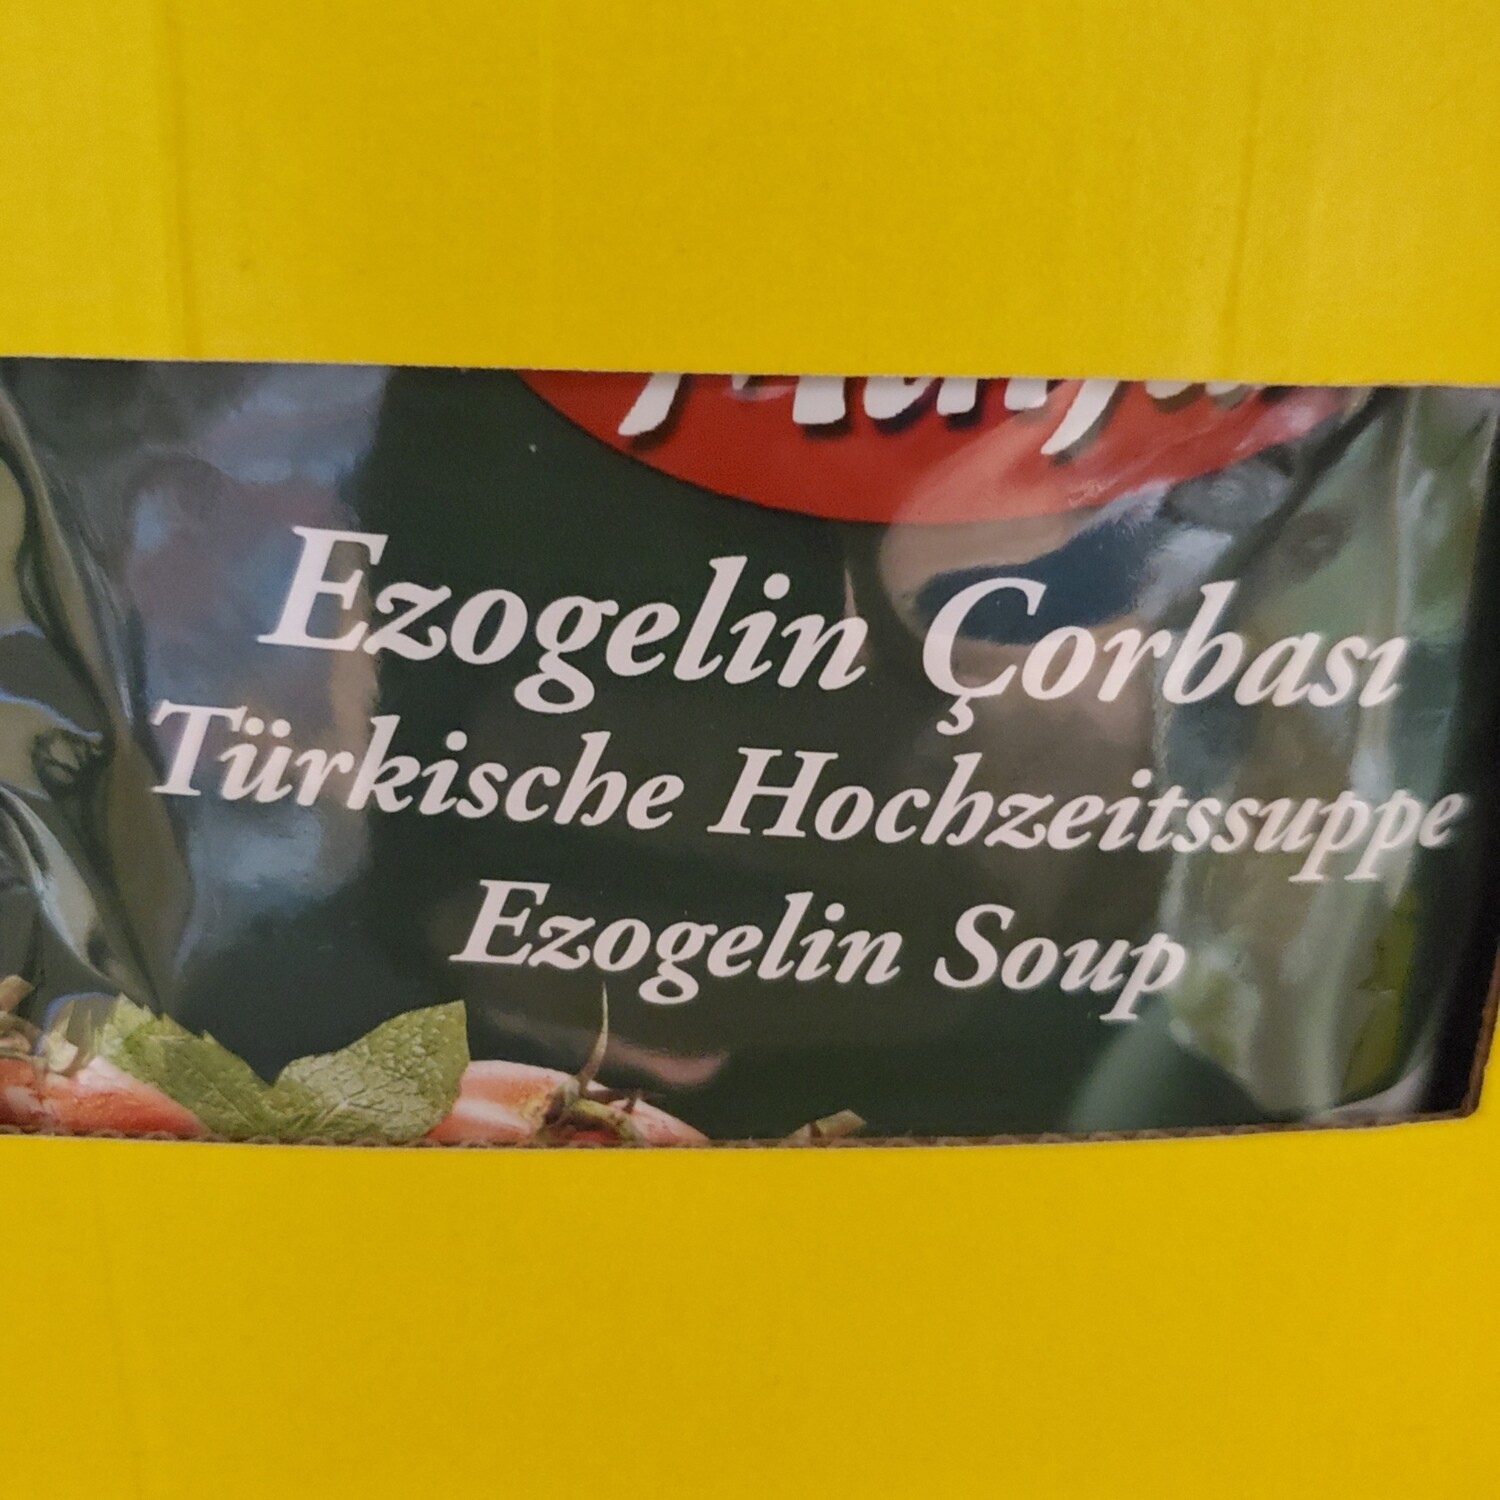 Ezogelin Çorbası
Türkische Hochzeitssuppe
Ezogelin Soup